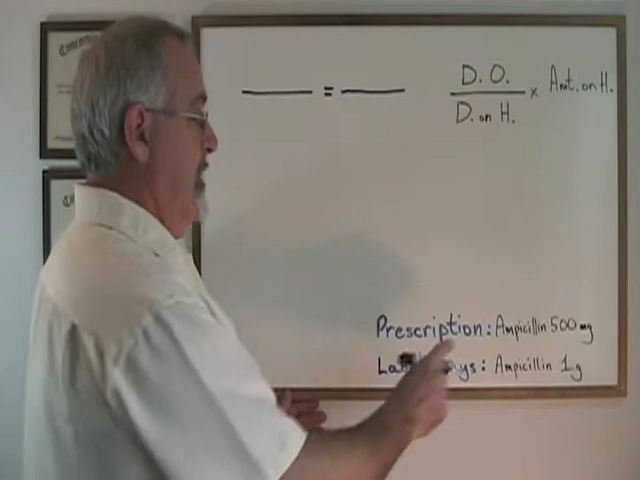 D. O.
D. on H.
x Amt. on H.
=
Prescription: Ampicillin 500 mg
Ampicillin 1g